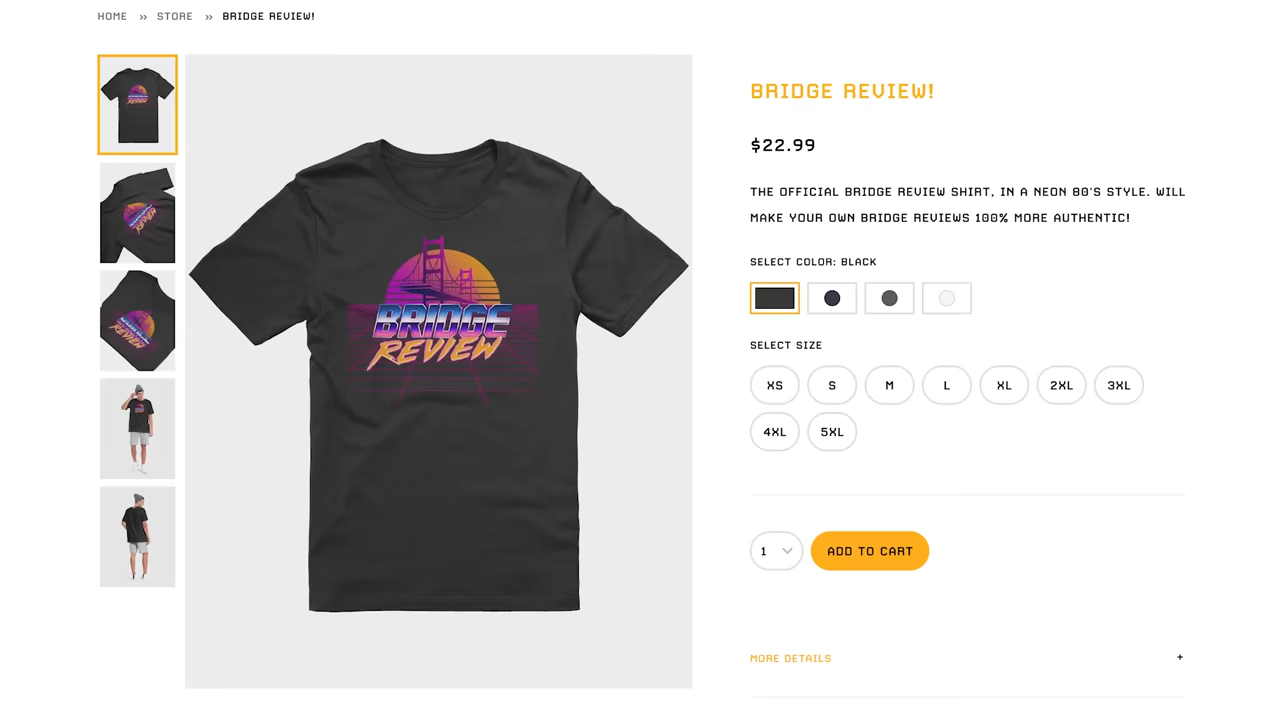 HOME » STORE » BRIDGE REVIEW!
BRIDGE
REVIEW
BRIDGE REVIEW!
$22.99
THE OFFICIAL BRIDGE REVIEW SHIRT, IN A NEON 80'S STYLE. WILL
MAKE YOUR OWN BRIDGE REVIEWS 100% MORE AUTHENTIC!
SELECT COLOR: BLACK
SELECT SIZE
XS S M L XL 2XL 3XL
4XL 5XL
1 ADD TO CART
MORE DETAILS +